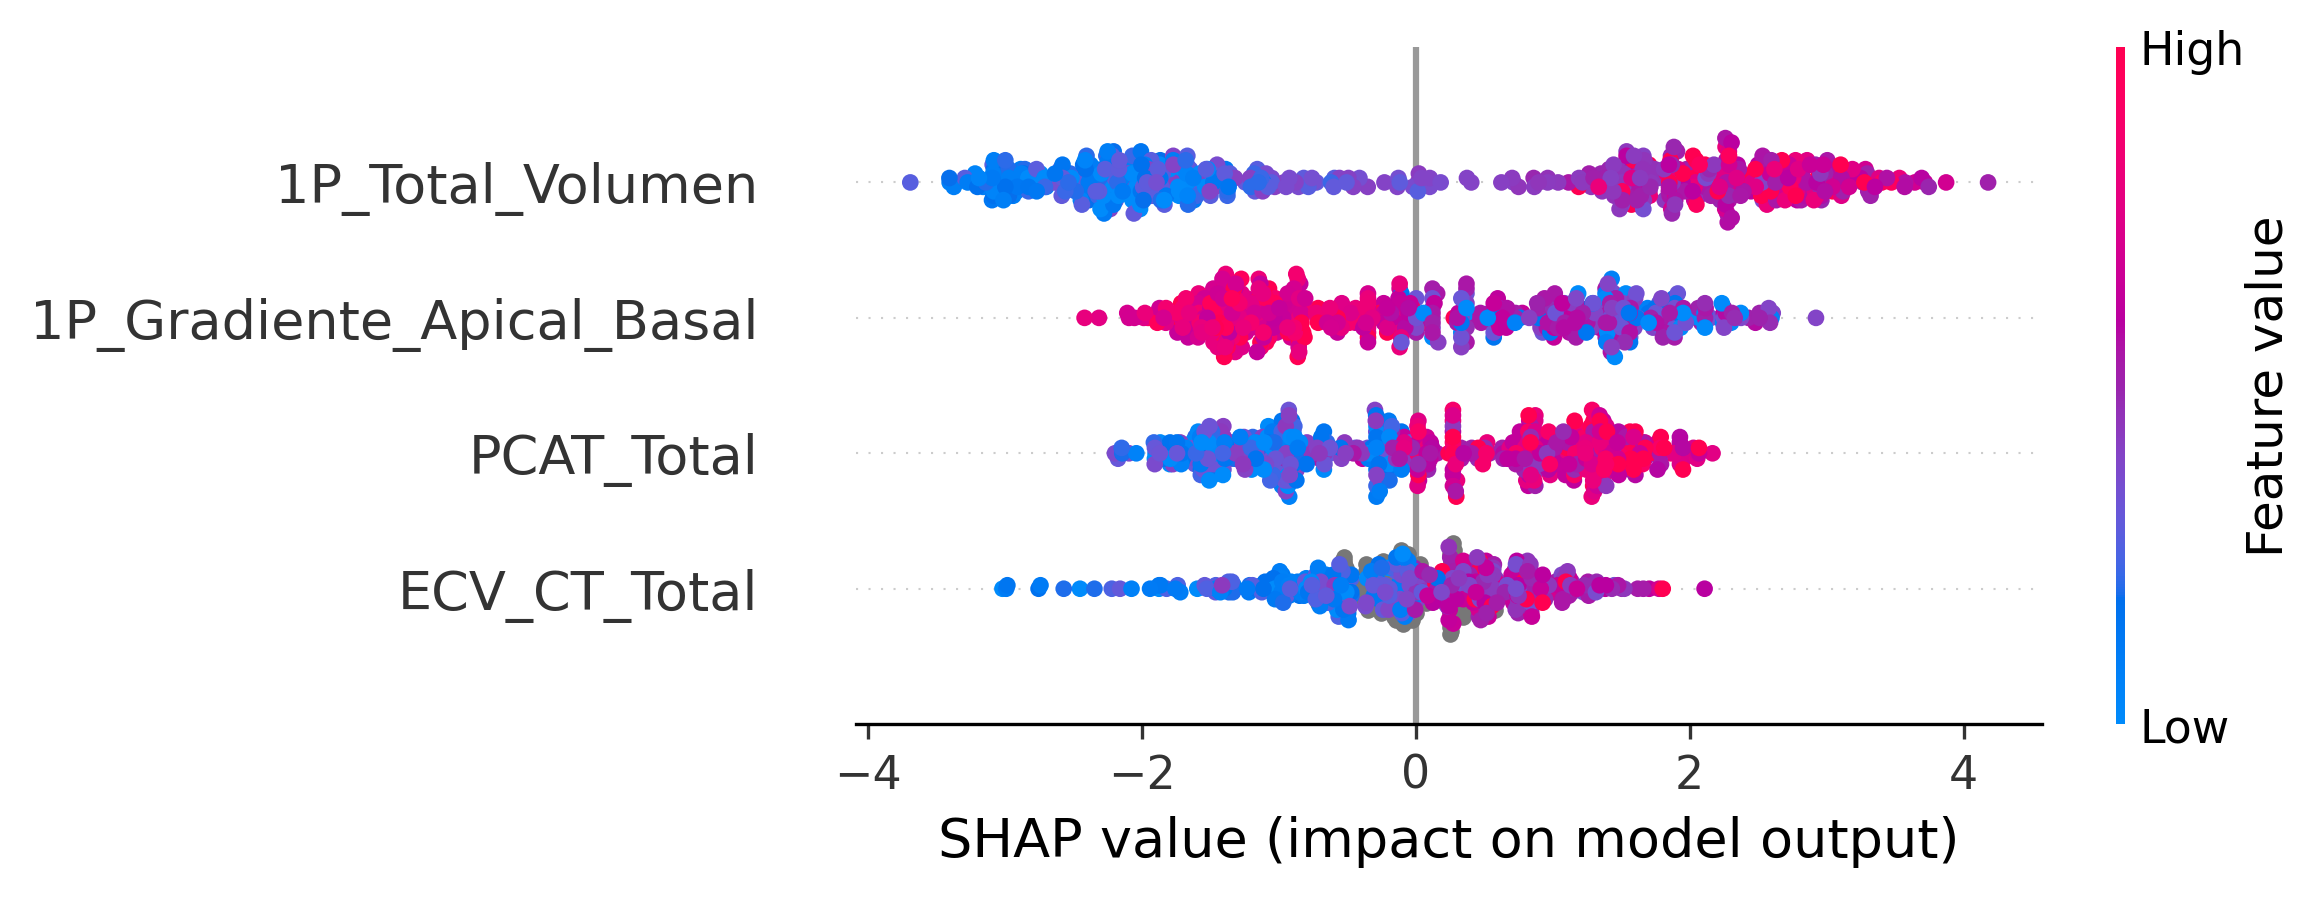 High
1P_Total_Volumen
1P_Gradiente_Apical_Basal
PCAT_Total
ECV_CT_Total
Feature value
Low
−4 −2 0 2 4
SHAP value (impact on model output)